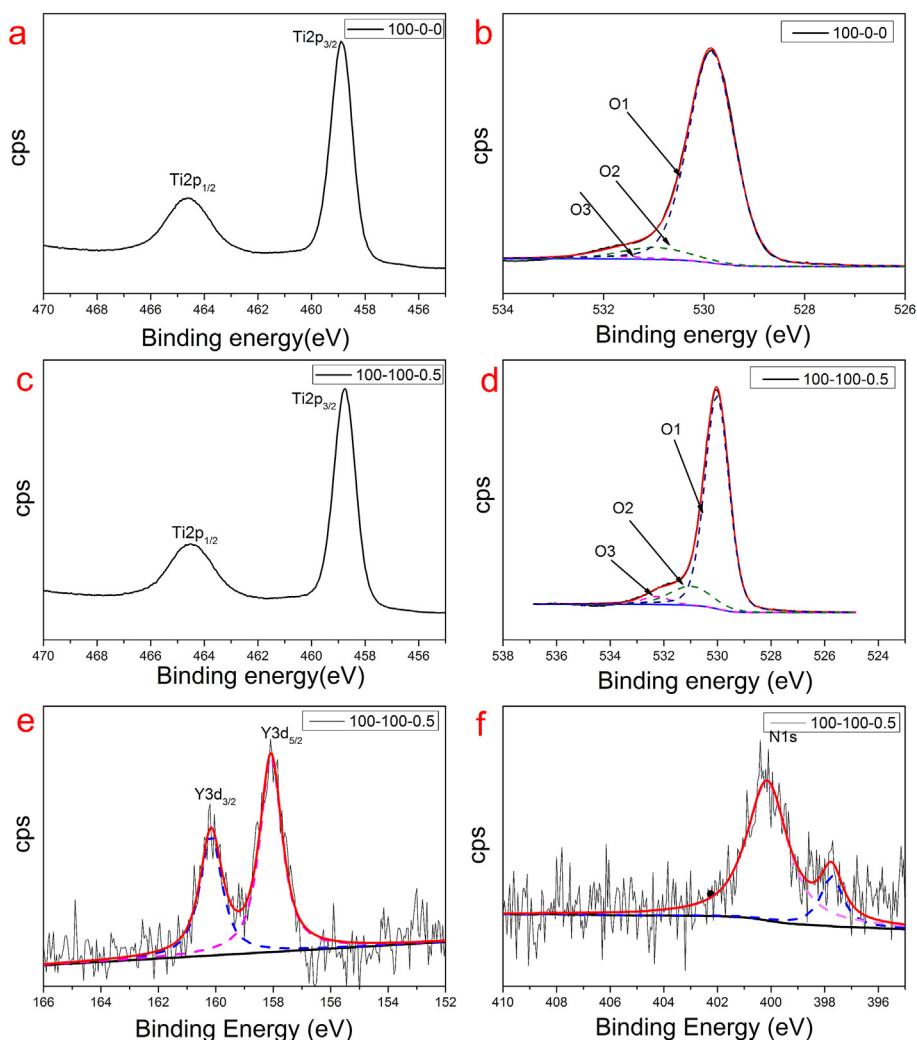 a
100-0-0
Ti2p3/2
Ti2p1/2
cps
470 468 466 464 462 460 458 456
Binding energy(eV)
b
100-0-0
O1
O2
O3
cps
534 532 530 528 526
Binding energy (eV)
c
100-100-0.5
Ti2p3/2
Ti2p1/2
cps
470 468 466 464 462 460 458 456
Binding energy(eV)
d
100-100-0.5
O1
O2
O3
cps
538 536 534 532 530 528 526 524 523
Binding energy (eV)
e
100-100-0.5
Y3d5/2
Y3d3/2
cps
166 164 162 160 158 156 154 152
Binding Energy (eV)
f
100-100-0.5
N1s
cps
410 408 406 404 402 400 398 396
Binding Energy (eV)